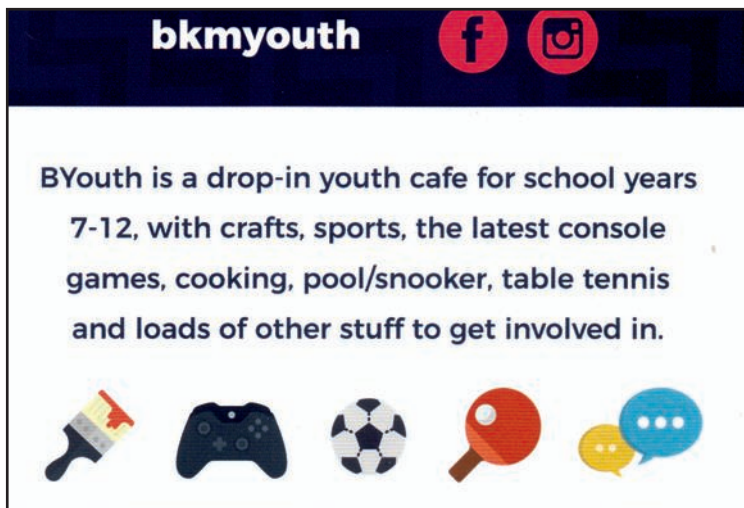 bkmyouth
BYouth is a drop-in youth cafe for school years
7-12, with crafts, sports, the latest console
games, cooking, pool/snooker, table tennis
and loads of other stuff to get involved in.